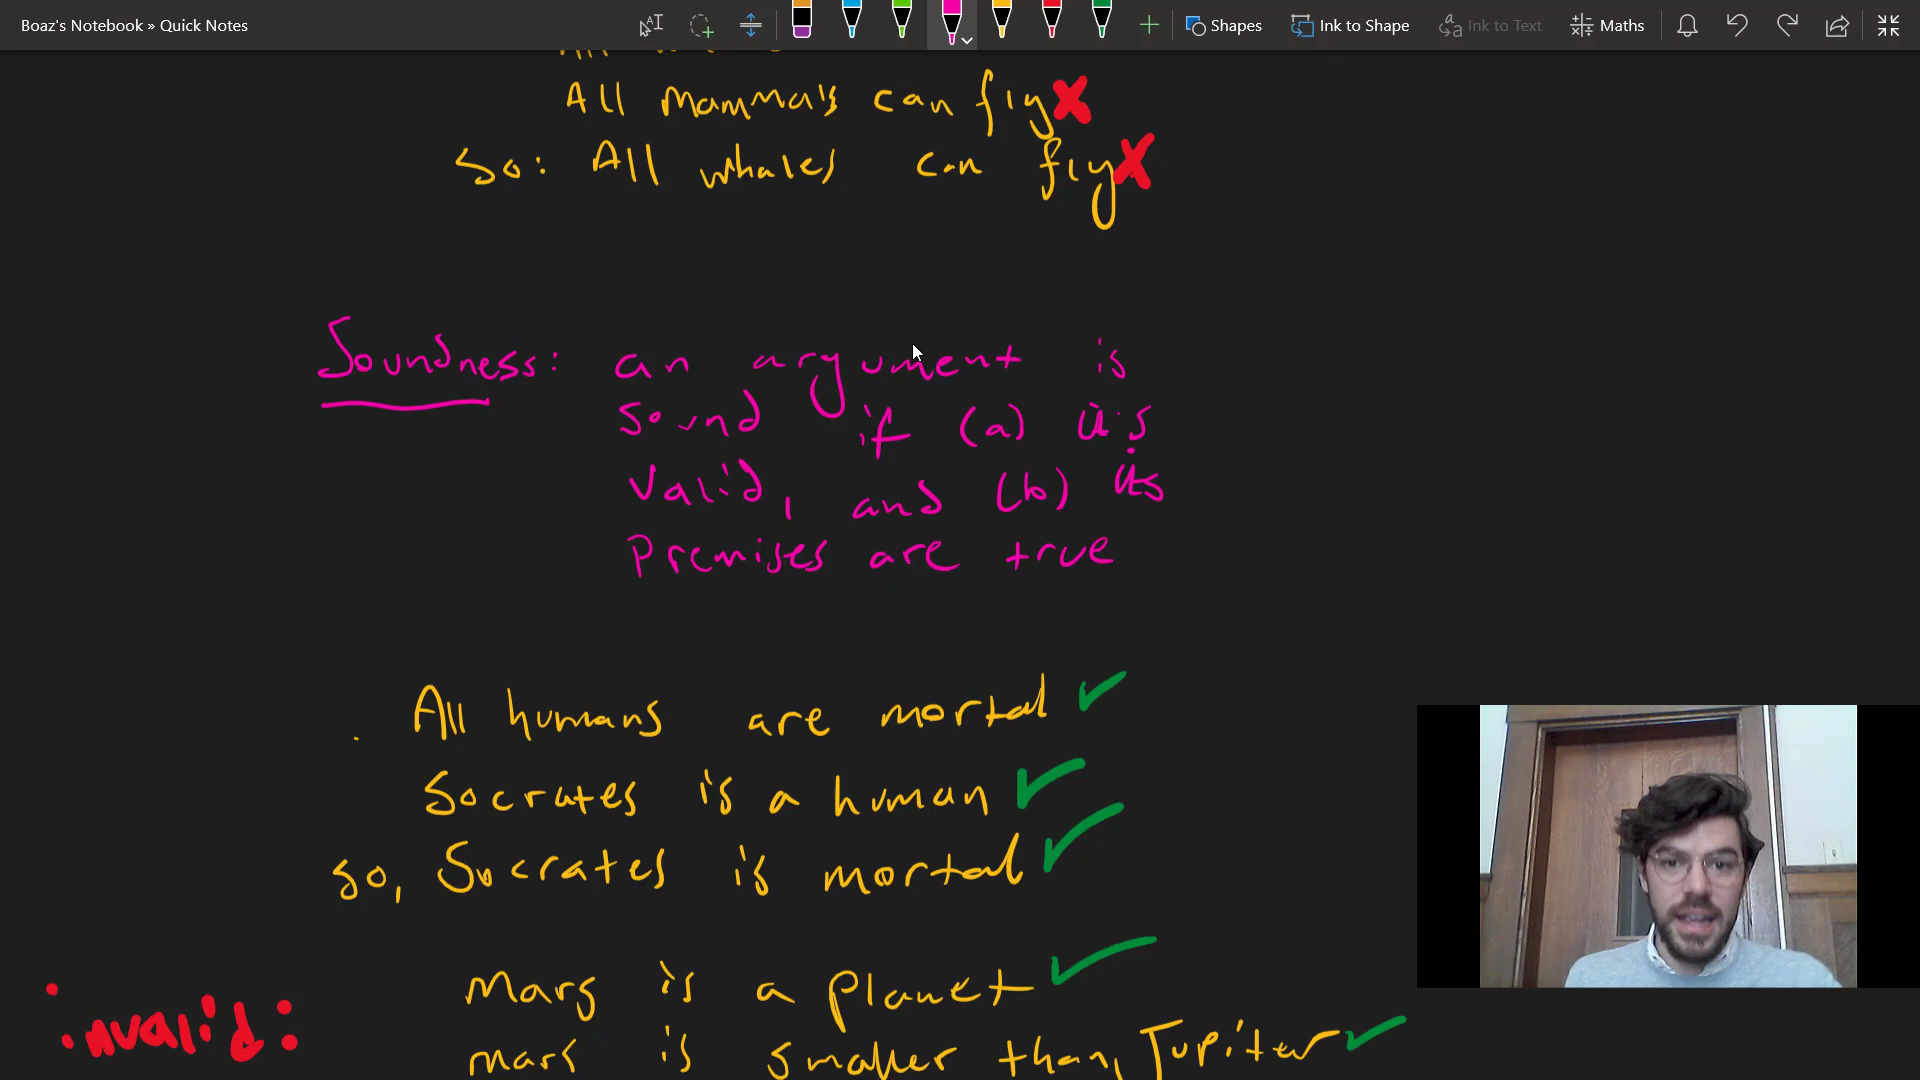 Boaz's Notebook » Quick Notes
Shapes Ink to Shape Ink to Text Maths
All mammals can fly
So: All whales can fly
Soundness: an argument is
sound if (a) it is
valid, and (b) its
premises are true
All humans are mortal
Socrates is a human
so, Socrates is mortal
Mars is a planet
invalid:
mars is smaller than Jupiter